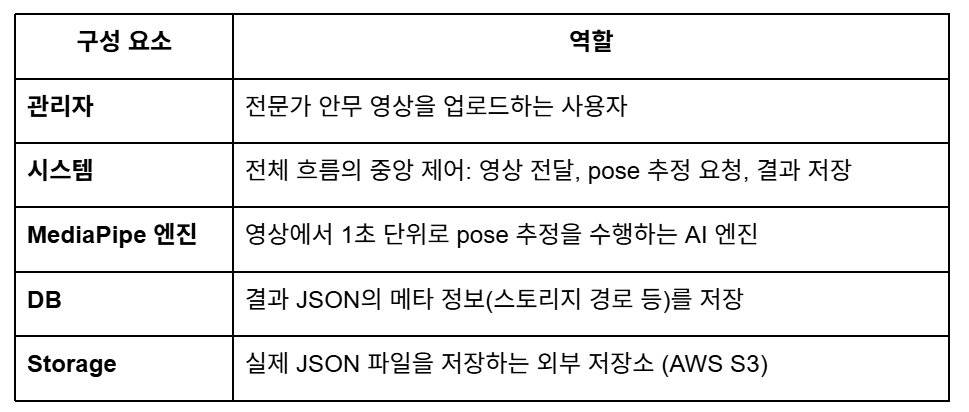 구성 요소 역할
관리자 전문가 안무 영상을 업로드하는 사용자
시스템 전체 흐름의 중앙 제어: 영상 전달, pose 추정 요청, 결과 저장
MediaPipe 엔진 영상에서 1초 단위로 pose 추정을 수행하는 AI 엔진
DB 결과 JSON의 메타 정보(스토리지 경로 등)를 저장
Storage 실제 JSON 파일을 저장하는 외부 저장소 (AWS S3)